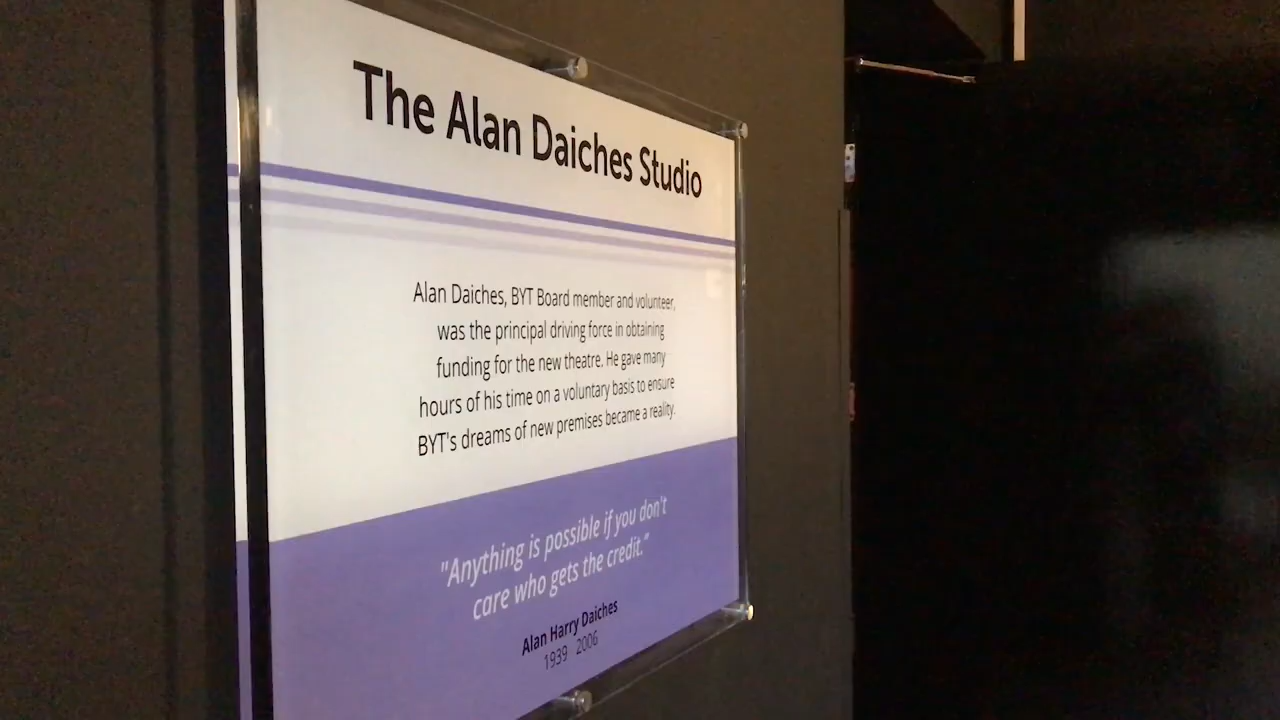 The Alan Daiches Studio
Alan Daiches, BYT Board member and volunteer,
was the principal driving force in obtaining
funding for the new theatre. He gave many
hours of his time on a voluntary basis to ensure
BYT's dreams of new premises became a reality.
"Anything is possible if you don't
care who gets the credit."
Alan Harry Daiches
1939 2006